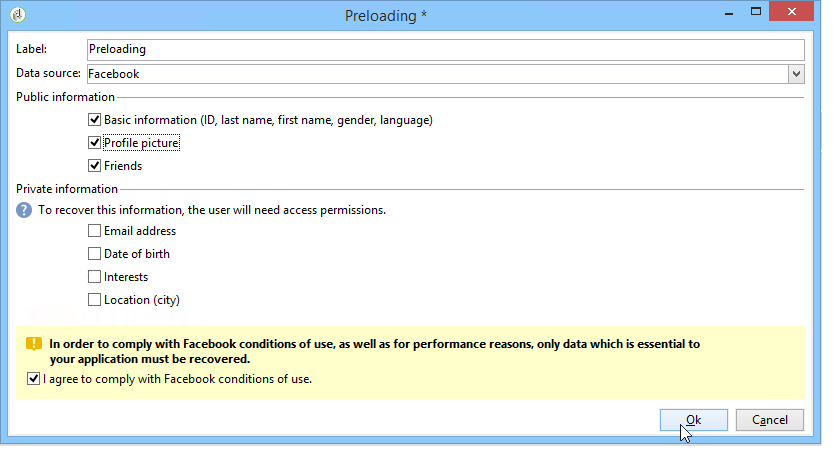 Preloading *
Label: Preloading
Data source: Facebook
Public information
Basic information (ID, last name, first name, gender, language)
Profile picture
Friends
Private information
? To recover this information, the user will need access permissions.
Email address
Date of birth
Interests
Location (city)
! In order to comply with Facebook conditions of use, as well as for performance reasons, only data which is essential to
your application must be recovered.
I agree to comply with Facebook conditions of use.
Ok Cancel